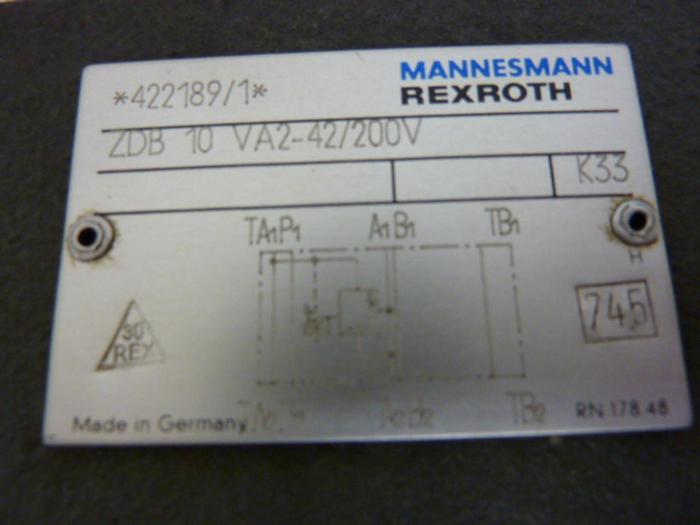 *422189/1*
MANNESMANN
REXROTH
ZDB 10 VA2-42/200V
K33
TA1P1 A1B1 TB1
H
30
REX
745
Made in Germany
TB2
RN 178.48